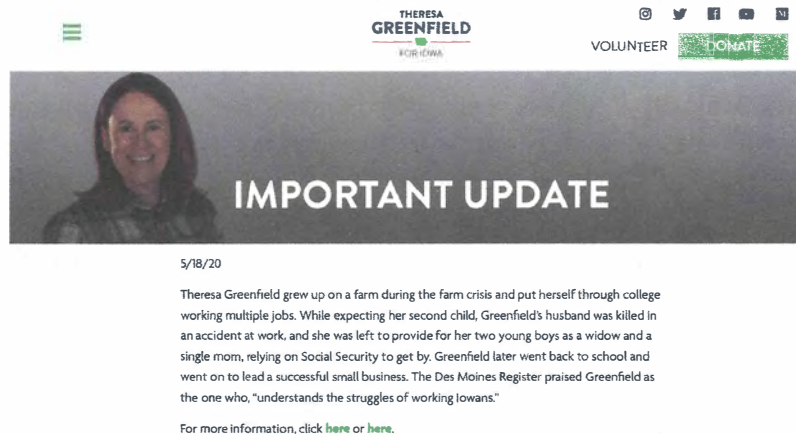 THERESA
GREENFIELD
FOR IOWA
VOLUNTEER
DONATE
IMPORTANT UPDATE
5/18/20
Theresa Greenfield grew up on a farm during the farm crisis and put herself through college
working multiple jobs. While expecting her second child, Greenfield's husband was killed in
an accident at work, and she was left to provide for her two young boys as a widow and a
single mom, relying on Social Security to get by. Greenfield later went back to school and
went on to lead a successful small business. The Des Moines Register praised Greenfield as
the one who, "understands the struggles of working Iowans."
For more information, click here or here.